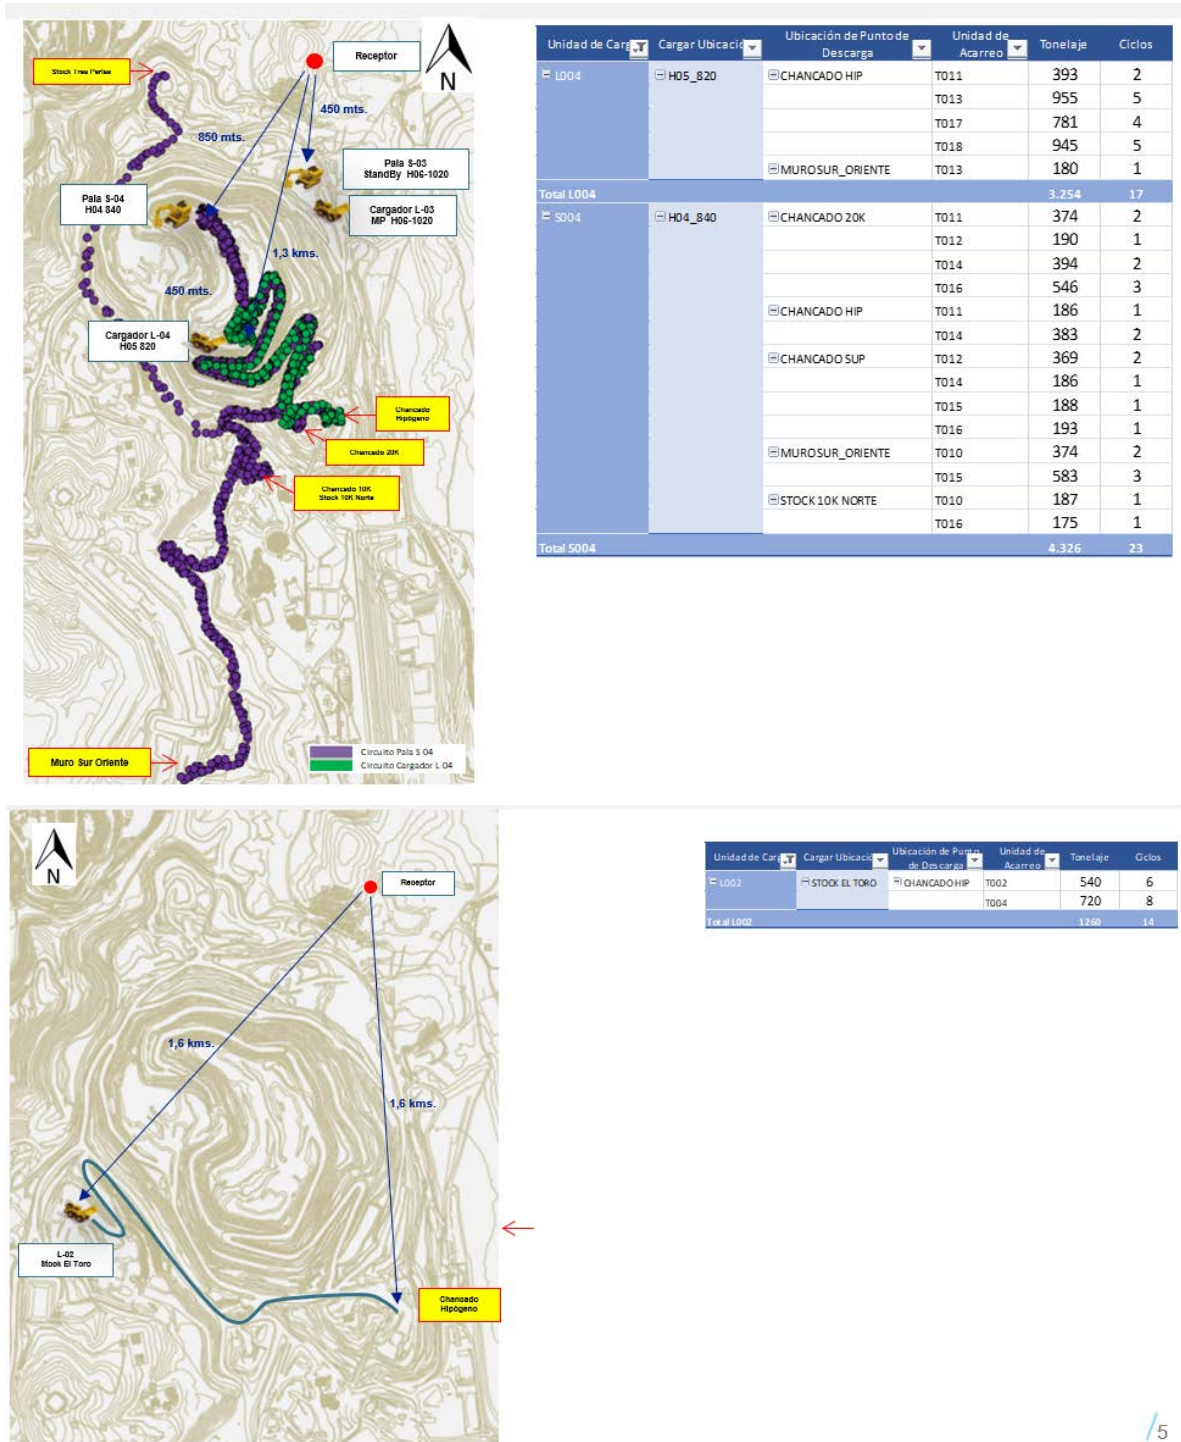 Receptor
N
Stock Tres Perlas
450 mts.
850 mts.
Pala S-03
StandBy H06-1020
Pala S-04
H04 840
Cargador L-03
MP H06-1020
1,3 kms.
450 mts.
Cargador L-04
H05 820
Chancado
Hipógeno
Chancado 20K
Chancado 10K
Stock 10K Norte
Muro Sur Oriente
Circuito Pala S 04
Circuito Cargador L 04
Unidad de Carg Cargar Ubicació Ubicación de Punto de Descarga Unidad de Acarreo Tonelaje Ciclos
L004 H05_820 CHANCADO HIP T011 393 2
T013 955 5
T017 781 4
T018 945 5
MUROSUR_ORIENTE T013 180 1
Total L004 3.254 17
S004 H04_840 CHANCADO 20K T011 374 2
T012 190 1
T014 394 2
T016 546 3
CHANCADO HIP T011 186 1
T014 383 2
CHANCADO SUP T012 369 2
T014 186 1
T015 188 1
T016 193 1
MUROSUR_ORIENTE T010 374 2
T015 583 3
STOCK 10K NORTE T010 187 1
T016 175 1
Total S004 4.326 23
N
Receptor
1,6 kms.
1,6 kms.
L-02
Stock El Toro
Chancado
Hipógeno
Unidad de Carg Cargar Ubicació Ubicación de Punto de Descarga Unidad de Acarreo Tonelaje Ciclos
L002 STOCK EL TORO CHANCADO HIP T002 540 6
T004 720 8
Total L002 1260 14
/5